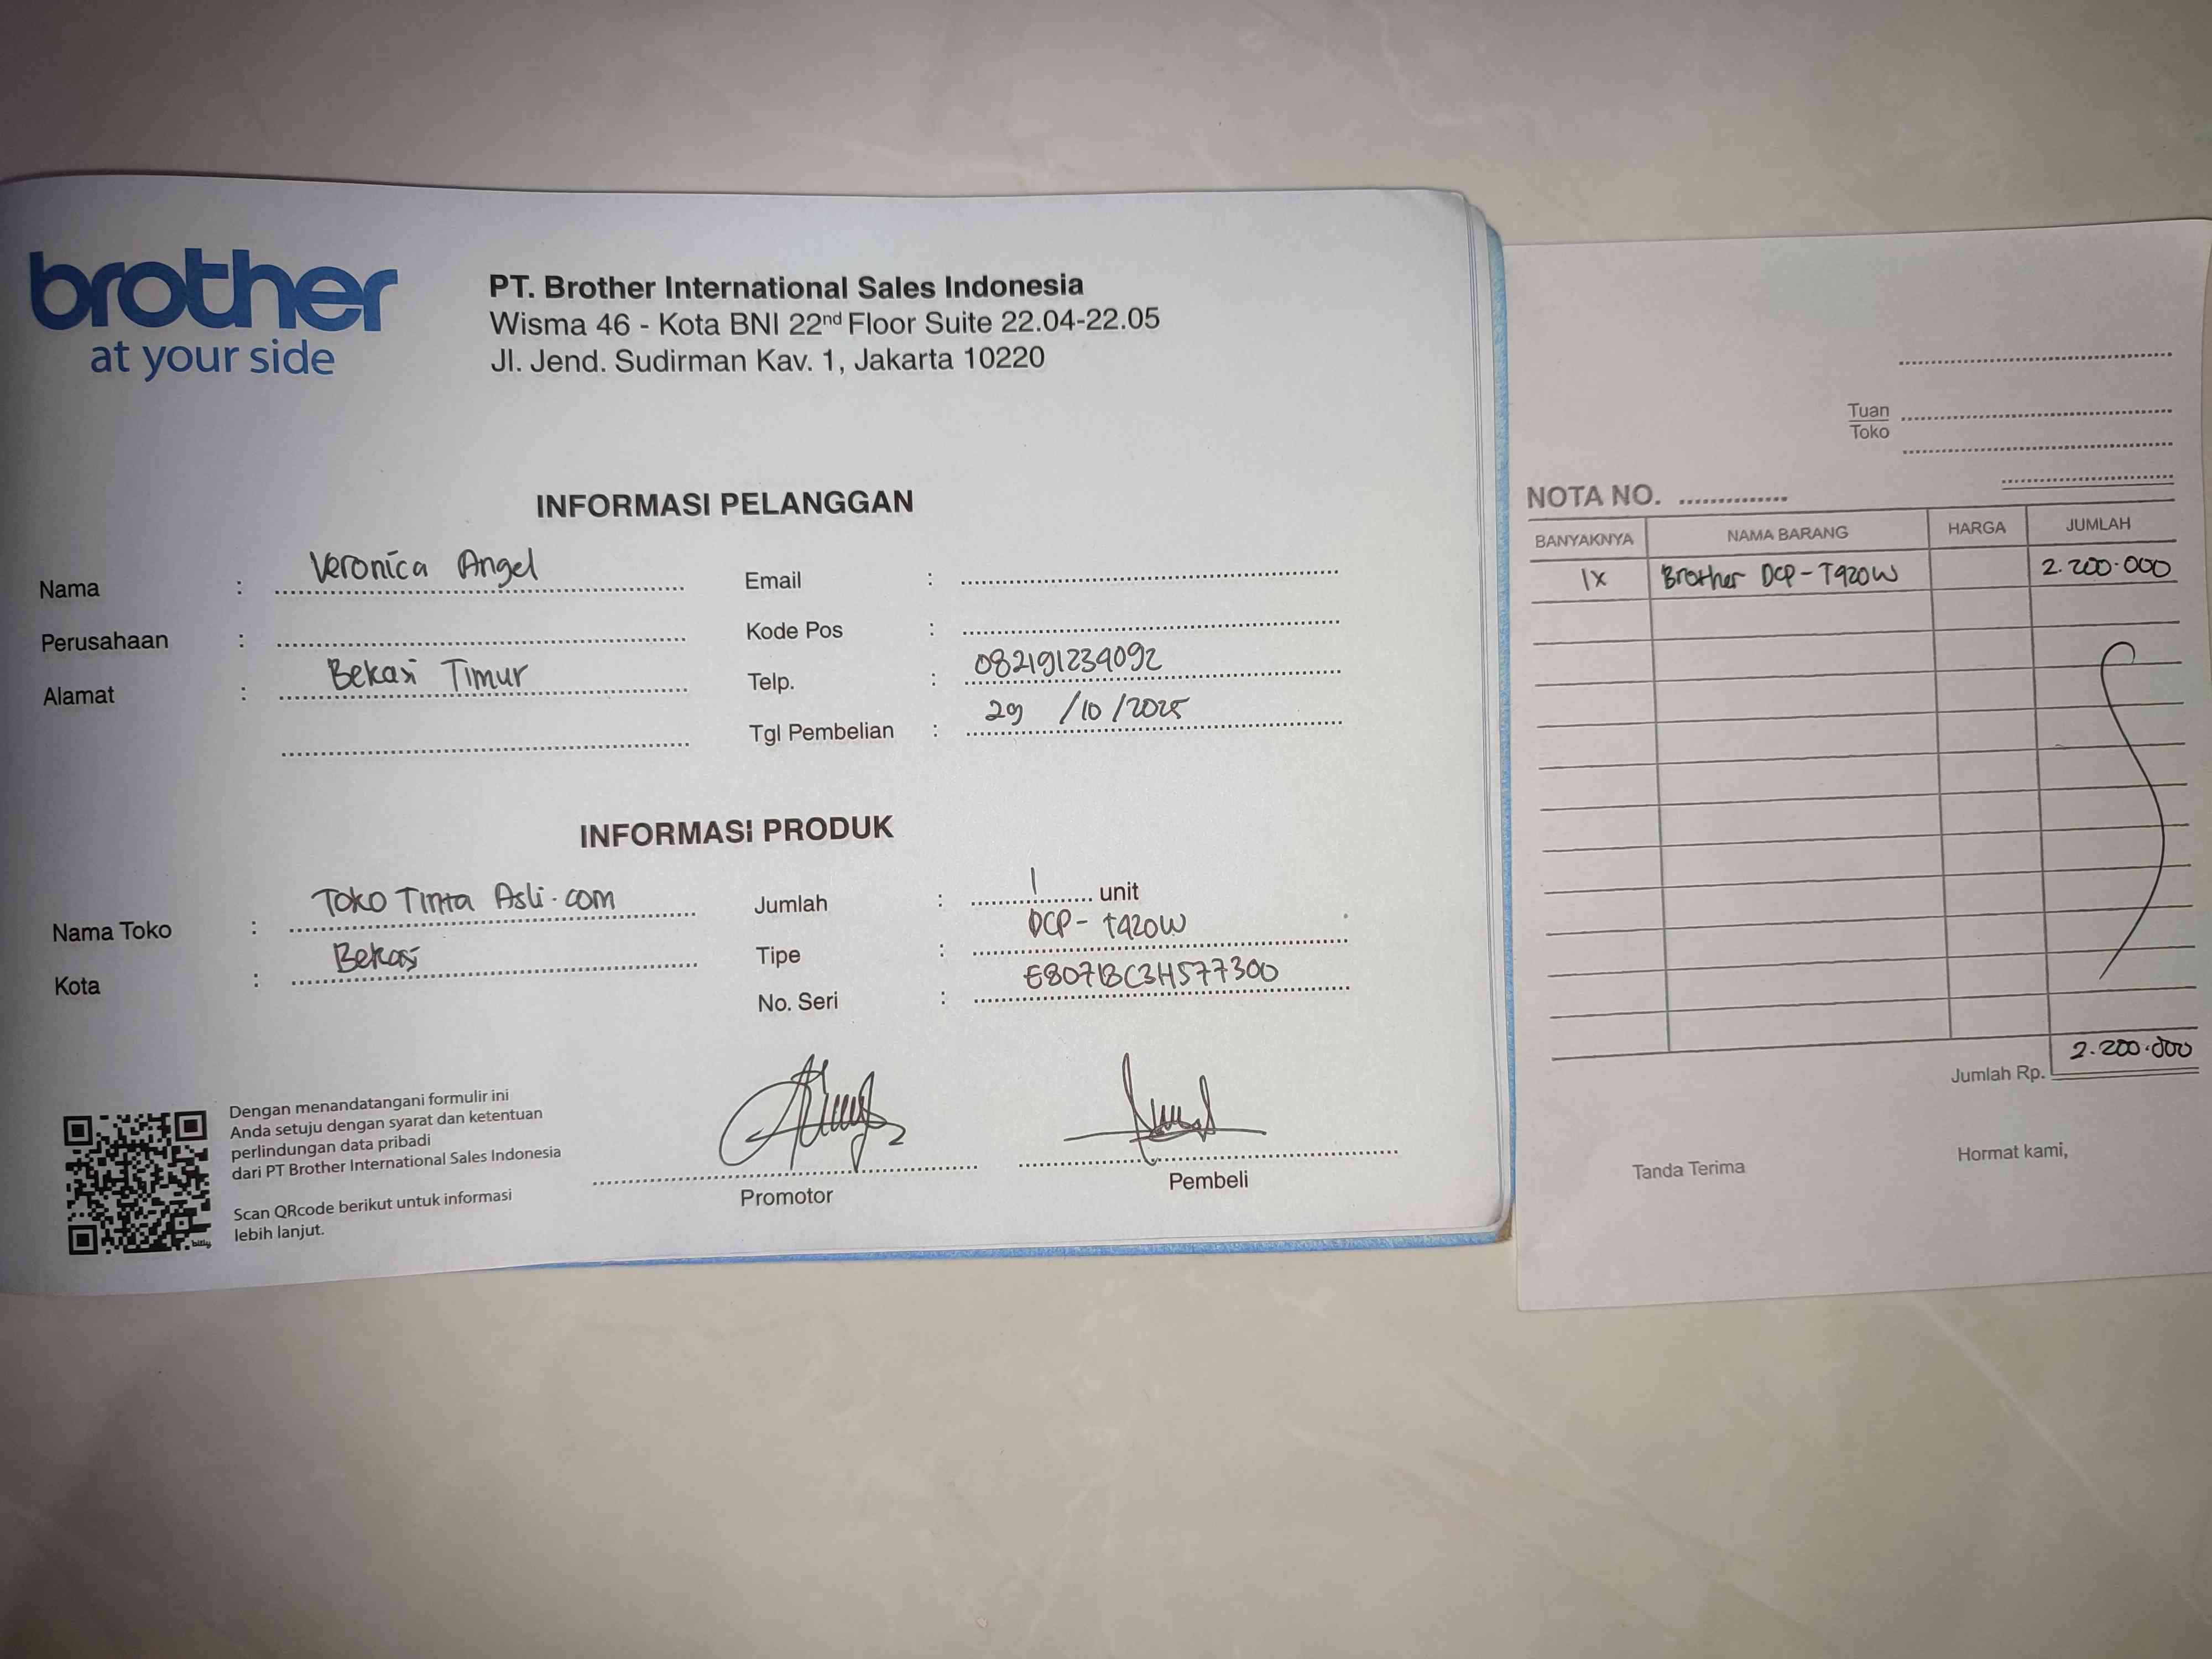 brother
at your side
PT. Brother International Sales Indonesia
Wisma 46 - Kota BNI 22nd Floor Suite 22.04-22.05
Jl. Jend. Sudirman Kav. 1, Jakarta 10220
INFORMASI PELANGGAN
Nama : Veronica Angel
Perusahaan :
Alamat : Bekasi Timur
Email :
Kode Pos :
Telp. : 082191234092
Tgl Pembelian : 29 /10 /2025
INFORMASI PRODUK
Nama Toko : Toko Tinta Asli.com
Kota : Bekasi
Jumlah : 1 unit
Tipe : DCP-T920W
No. Seri : E80718C3H577300
Dengan menandatangani formulir ini
Anda setuju dengan syarat dan ketentuan
perlindungan data pribadi
dari PT Brother International Sales Indonesia
Scan QRcode berikut untuk informasi
lebih lanjut.
bitly
Promotor
Pembeli
Tuan
Toko
NOTA NO.
BANYAKNYA NAMA BARANG HARGA JUMLAH
1x Brother DCP-T920W 2.200.000
Jumlah Rp. 2.200.000
Tanda Terima Hormat kami,